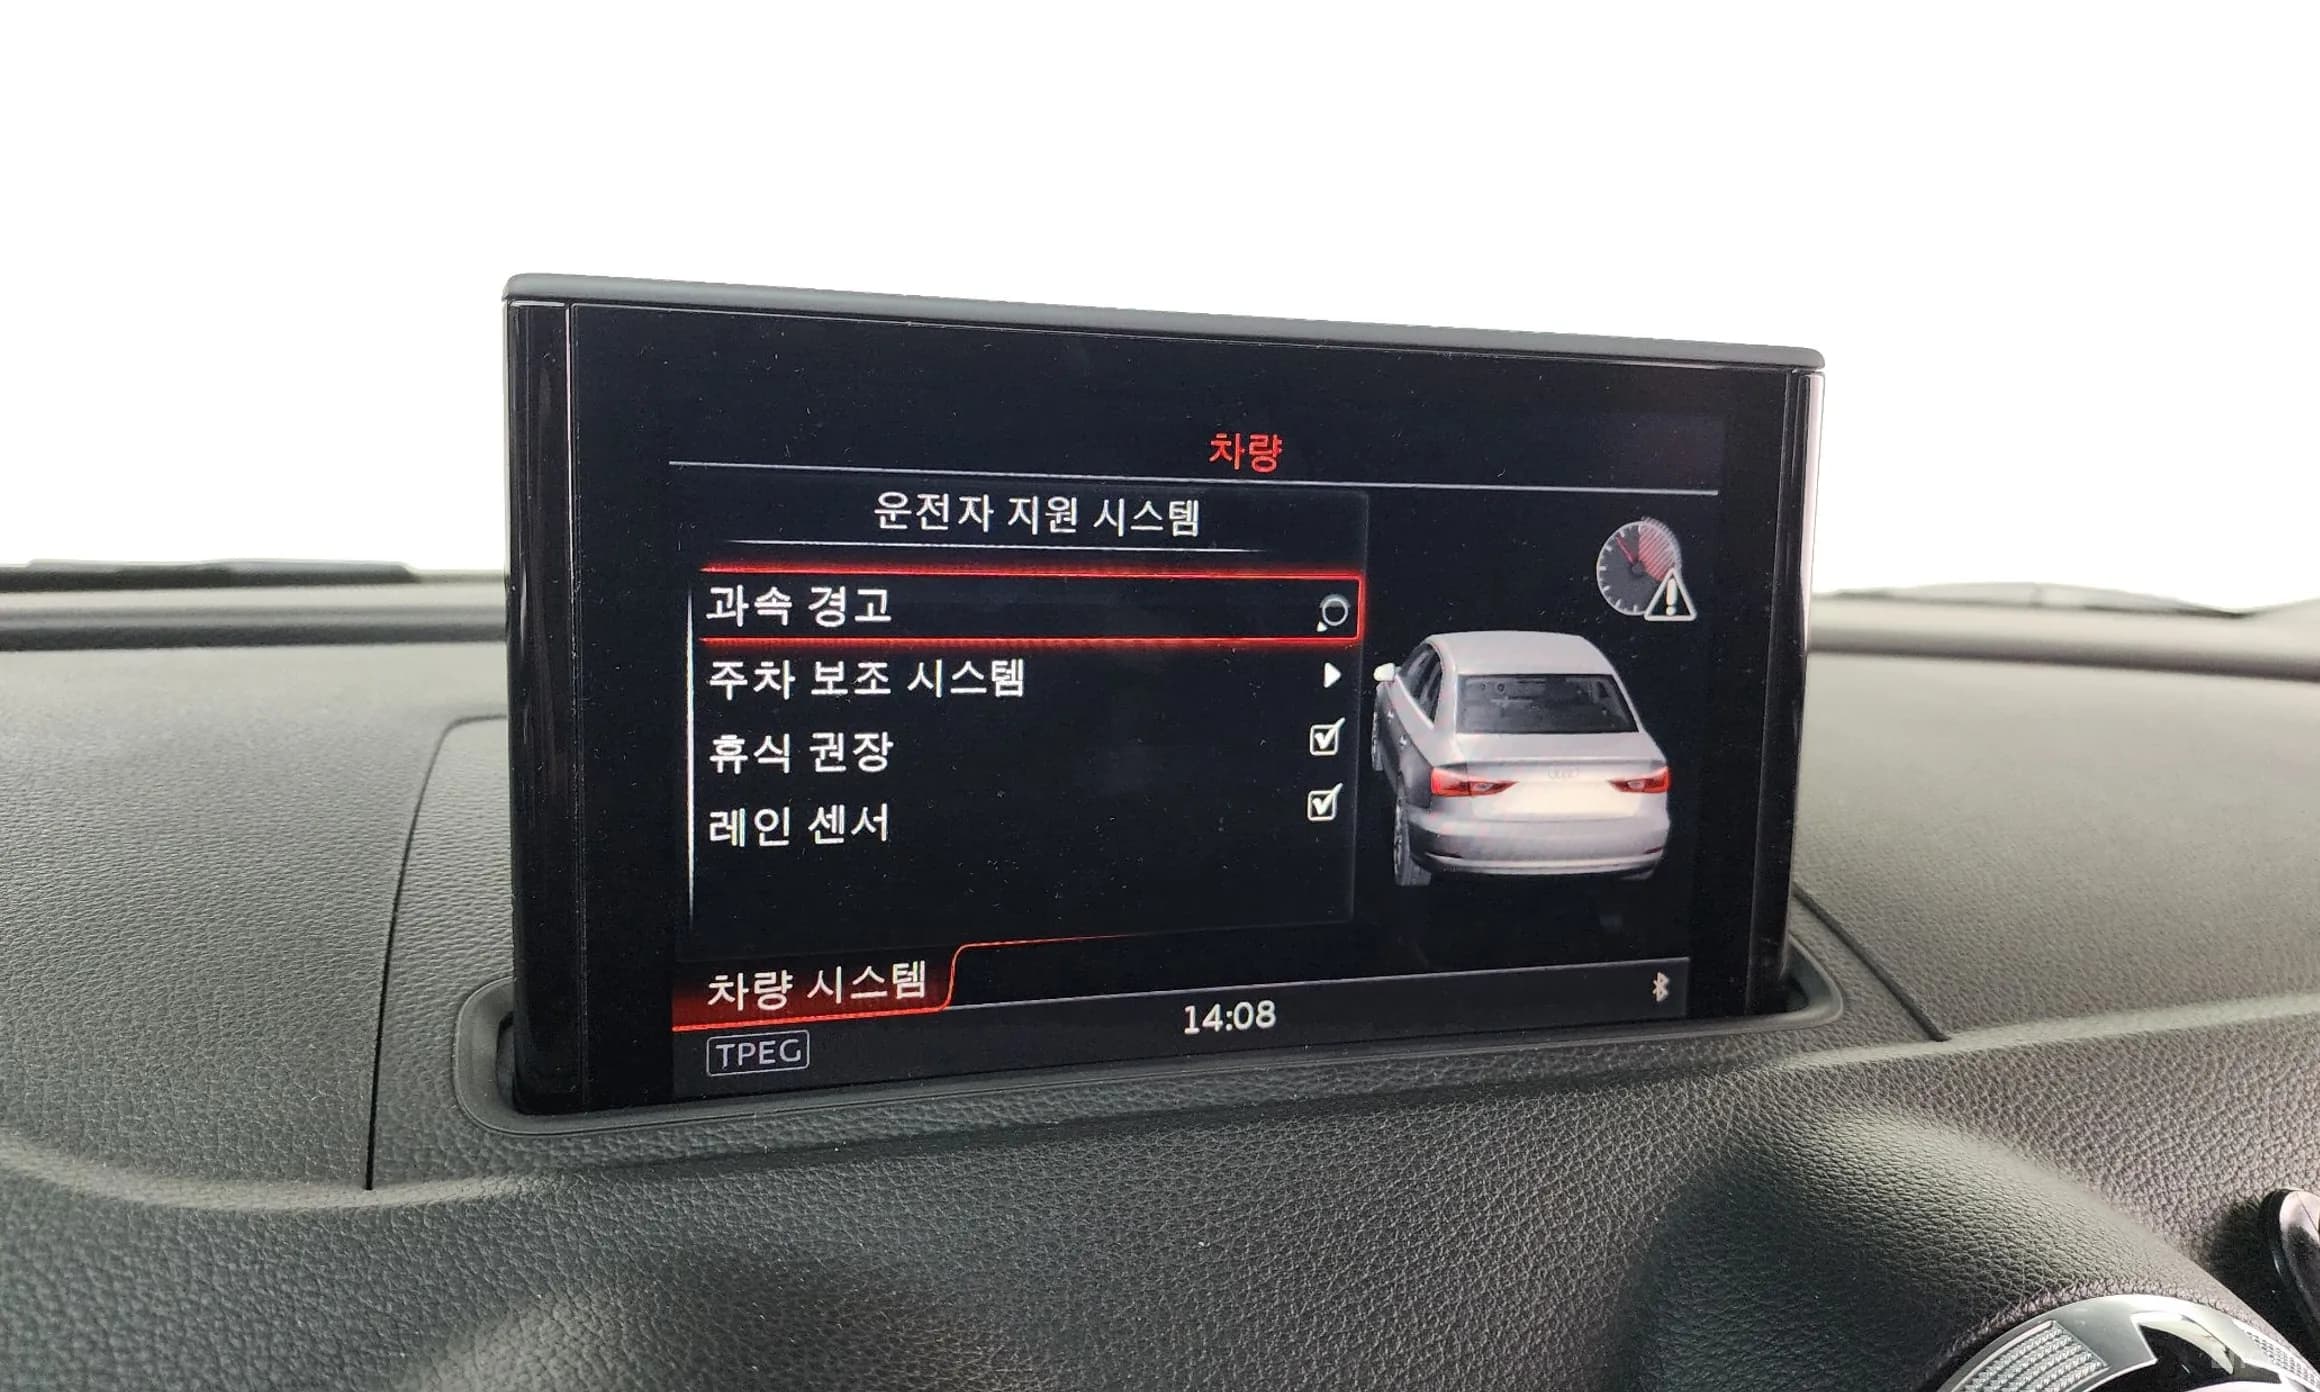 차량
운전자 지원 시스템
과속 경고
주차 보조 시스템
휴식 권장
레인 센서
차량 시스템
14:08
TPEG